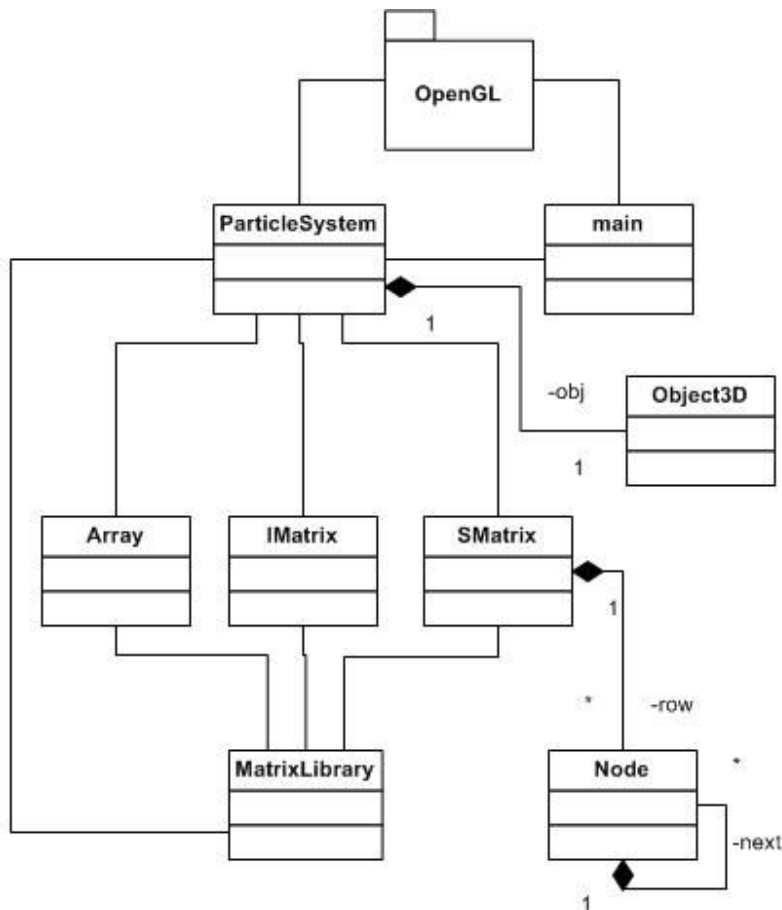 OpenGL
ParticleSystem
main
1
-obj
Object3D
1
Array
IMatrix
SMatrix
1
*
-row
MatrixLibrary
Node
*
-next
1